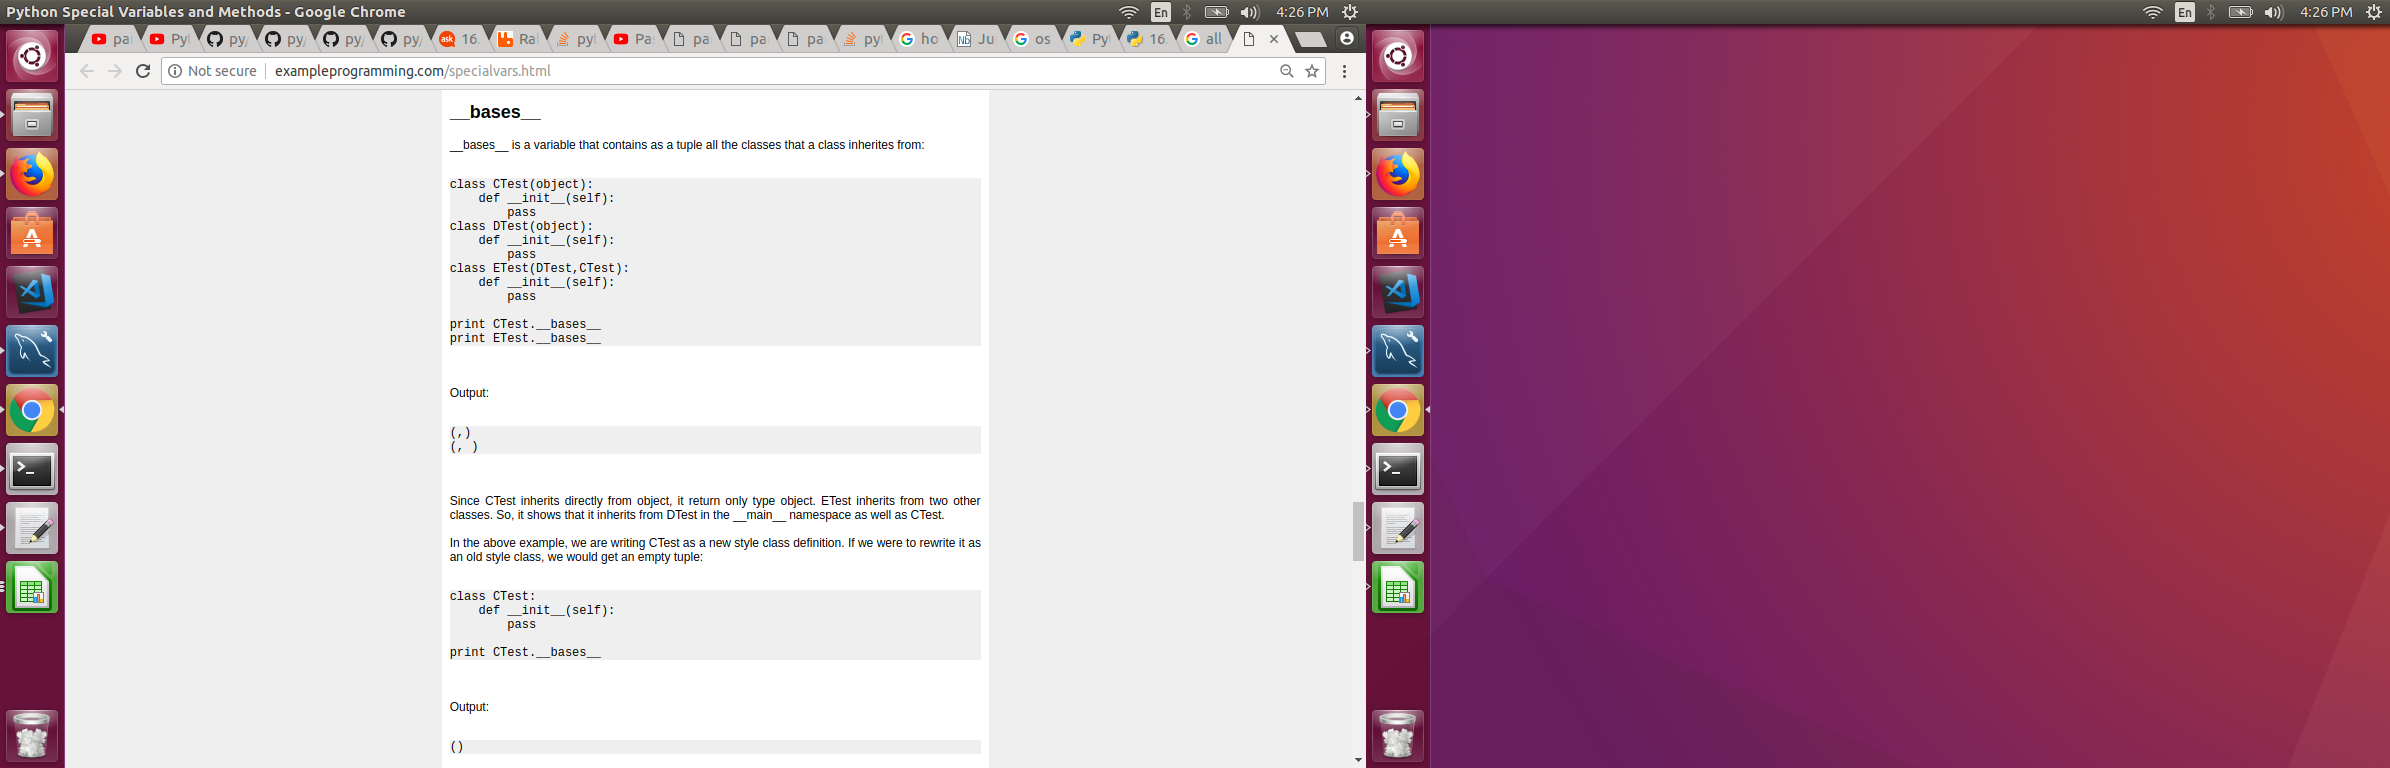 Python Special Variables and Methods - Google Chrome
En
4:26 PM
En
4:26 PM
pa
Pyt
py/
py/
py/
py/
16.
Ral
pyt
Pa
pa
pa
pa
pyt
ho
Ju
os
Pyt
16.
all
Not secure
exampleprogramming.com/specialvars.html
__bases__
__bases__ is a variable that contains as a tuple all the classes that a class inherites from:
class CTest(object):
    def __init__(self):
        pass
class DTest(object):
    def __init__(self):
        pass
class ETest(DTest,CTest):
    def __init__(self):
        pass
print CTest.__bases__
print ETest.__bases__
Output:
(,)
(, )
Since CTest inherits directly from object, it return only type object. ETest inherits from two other
classes. So, it shows that it inherits from DTest in the __main__ namespace as well as CTest.
In the above example, we are writing CTest as a new style class definition. If we were to rewrite it as
an old style class, we would get an empty tuple:
class CTest:
    def __init__(self):
        pass
print CTest.__bases__
Output:
()